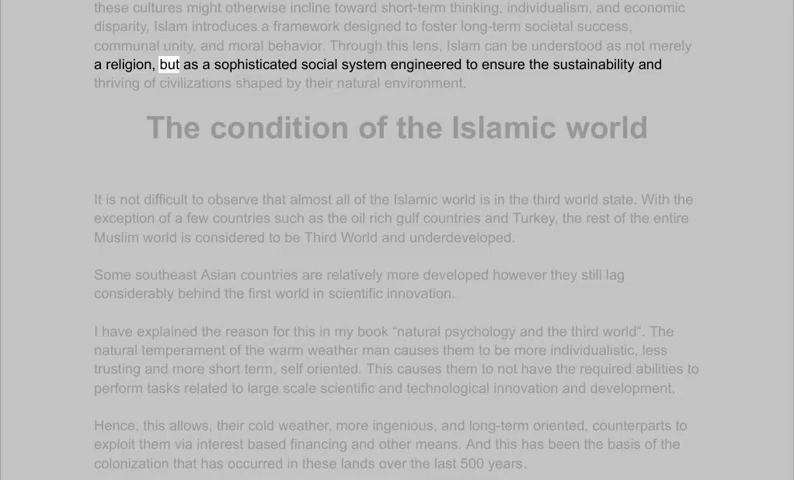 these cultures might otherwise incline toward short-term thinking, individualism, and economic
disparity, Islam introduces a framework designed to foster long-term societal success,
communal unity, and moral behavior. Through this lens, Islam can be understood as not merely
a religion, but as a sophisticated social system engineered to ensure the sustainability and
thriving of civilizations shaped by their natural environment.
The condition of the Islamic world
It is not difficult to observe that almost all of the Islamic world is in the third world state. With the
exception of a few countries such as the oil rich gulf countries and Turkey, the rest of the entire
Muslim world is considered to be Third World and underdeveloped.
Some southeast Asian countries are relatively more developed however they still lag
considerably behind the first world in scientific innovation.
I have explained the reason for this in my book “natural psychology and the third world“. The
natural temperament of the warm weather man causes them to be more individualistic, less
trusting and more short term, self oriented. This causes them to not have the required abilities to
perform tasks related to large scale scientific and technological innovation and development.
Hence, this allows, their cold weather, more ingenious, and long-term oriented, counterparts to
exploit them via interest based financing and other means. And this has been the basis of the
colonization that has occurred in these lands over the last 500 years.